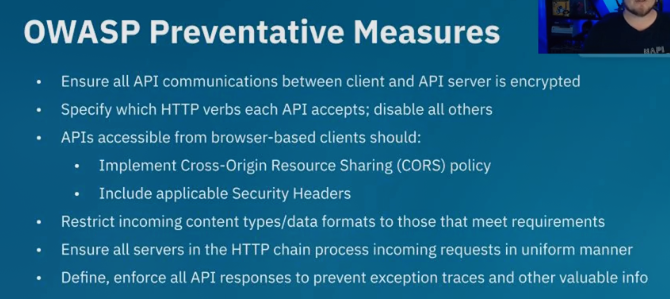 OWASP Preventative Measures
• Ensure all API communications between client and API server is encrypted
• Specify which HTTP verbs each API accepts; disable all others
• APIs accessible from browser-based clients should:
• Implement Cross-Origin Resource Sharing (CORS) policy
• Include applicable Security Headers
• Restrict incoming content types/data formats to those that meet requirements
• Ensure all servers in the HTTP chain process incoming requests in uniform manner
• Define, enforce all API responses to prevent exception traces and other valuable info